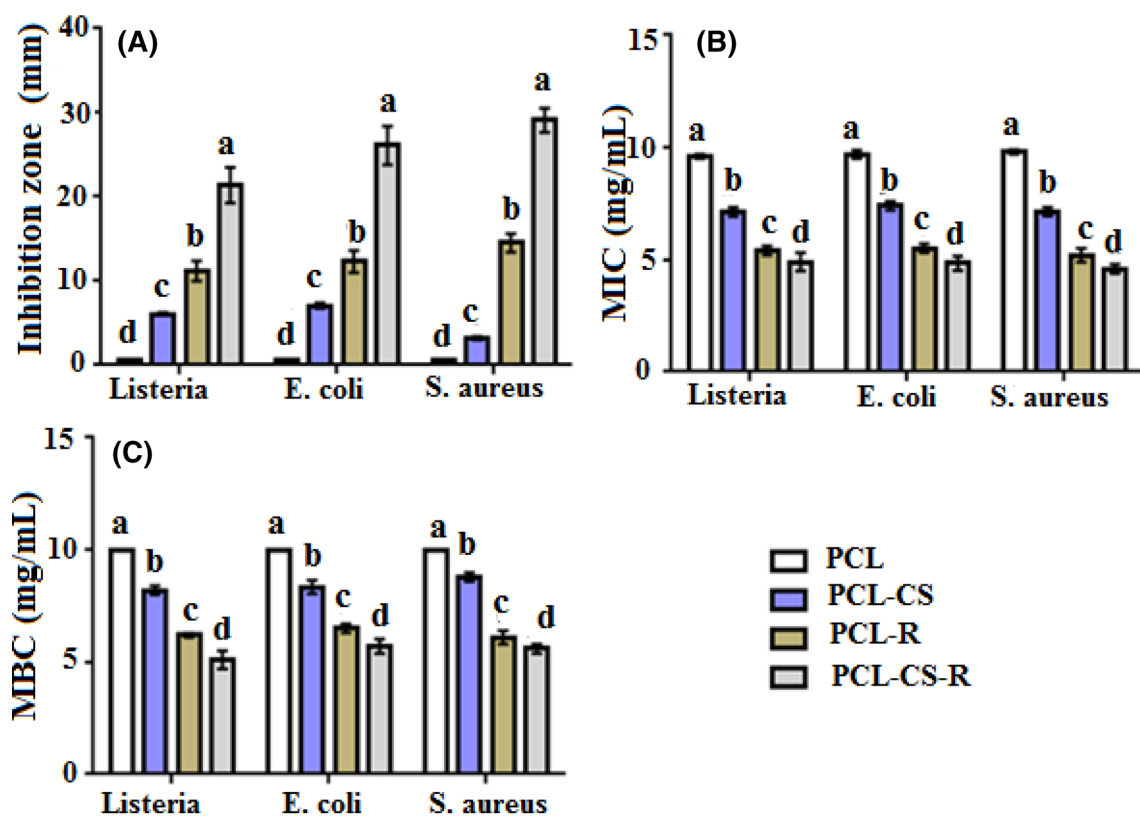 (A)
Inhibition zone (mm)
40
30
20
10
0
d c b a
d c b a
d c b a
Listeria E. coli S. aureus
(B)
MIC (mg/mL)
15
10
5
0
a b c d
a b c d
a b c d
Listeria E. coli S. aureus
(C)
MBC (mg/mL)
15
10
5
0
a b c d
a b c d
a b c d
Listeria E. coli S. aureus
PCL
PCL-CS
PCL-R
PCL-CS-R